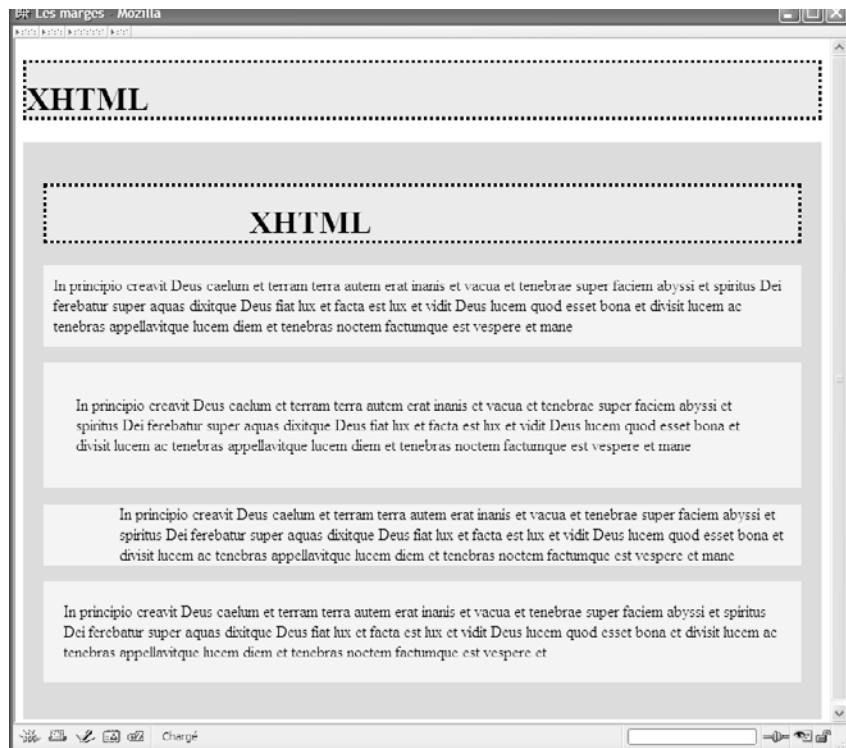 Les marges - Mozilla
XHTML
XHTML
In principio creavit Deus caelum et terram terra autem erat inanis et vacua et tenebrae super faciem abyssi et spiritus Dei
ferebatur super aquas dixitque Deus fiat lux et facta est lux et vidit Deus lucem quod esset bona et divisit lucem ac
tenebras appellavitque lucem diem et tenebras noctem factumque est vespere et mane
In principio creavit Deus caelum et terram terra autem erat inanis et vacua et tenebrae super faciem abyssi et
spiritus Dei ferebatur super aquas dixitque Deus fiat lux et facta est lux et vidit Deus lucem quod esset bona et
divisit lucem ac tenebras appellavitque lucem diem et tenebras noctem factumque est vespere et mane
In principio creavit Deus caelum et terram terra autem erat inanis et vacua et tenebrae super faciem abyssi et
spiritus Dei ferebatur super aquas dixitque Deus fiat lux et facta est lux et vidit Deus lucem quod esset bona et
divisit lucem ac tenebras appellavitque lucem diem et tenebras noctem factumque est vespere et mane
In principio creavit Deus caelum et terram terra autem erat inanis et vacua et tenebrae super faciem abyssi et spiritus
Dei ferebatur super aquas dixitque Deus fiat lux et facta est lux et vidit Deus lucem quod esset bona et divisit lucem ac
tenebras appellavitque lucem diem et tenebras noctem factumque est vespere et
Chargé